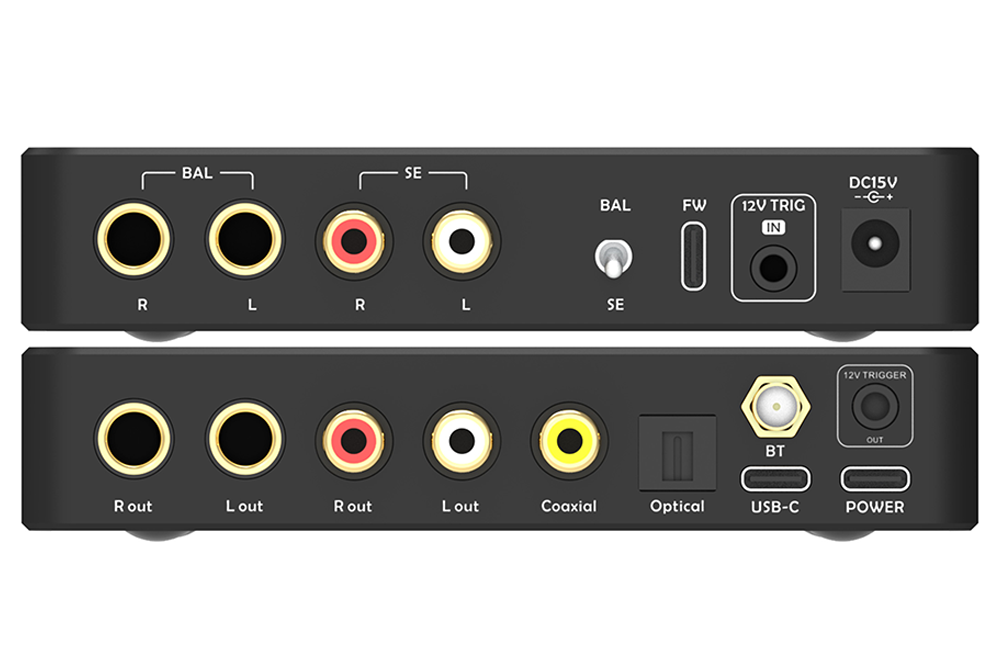 BAL
SE
R
L
R
L
BAL
SE
FW
12V TRIG
IN
DC15V
- +
R out
L out
R out
L out
Coaxial
Optical
BT
USB-C
12V TRIGGER
OUT
POWER